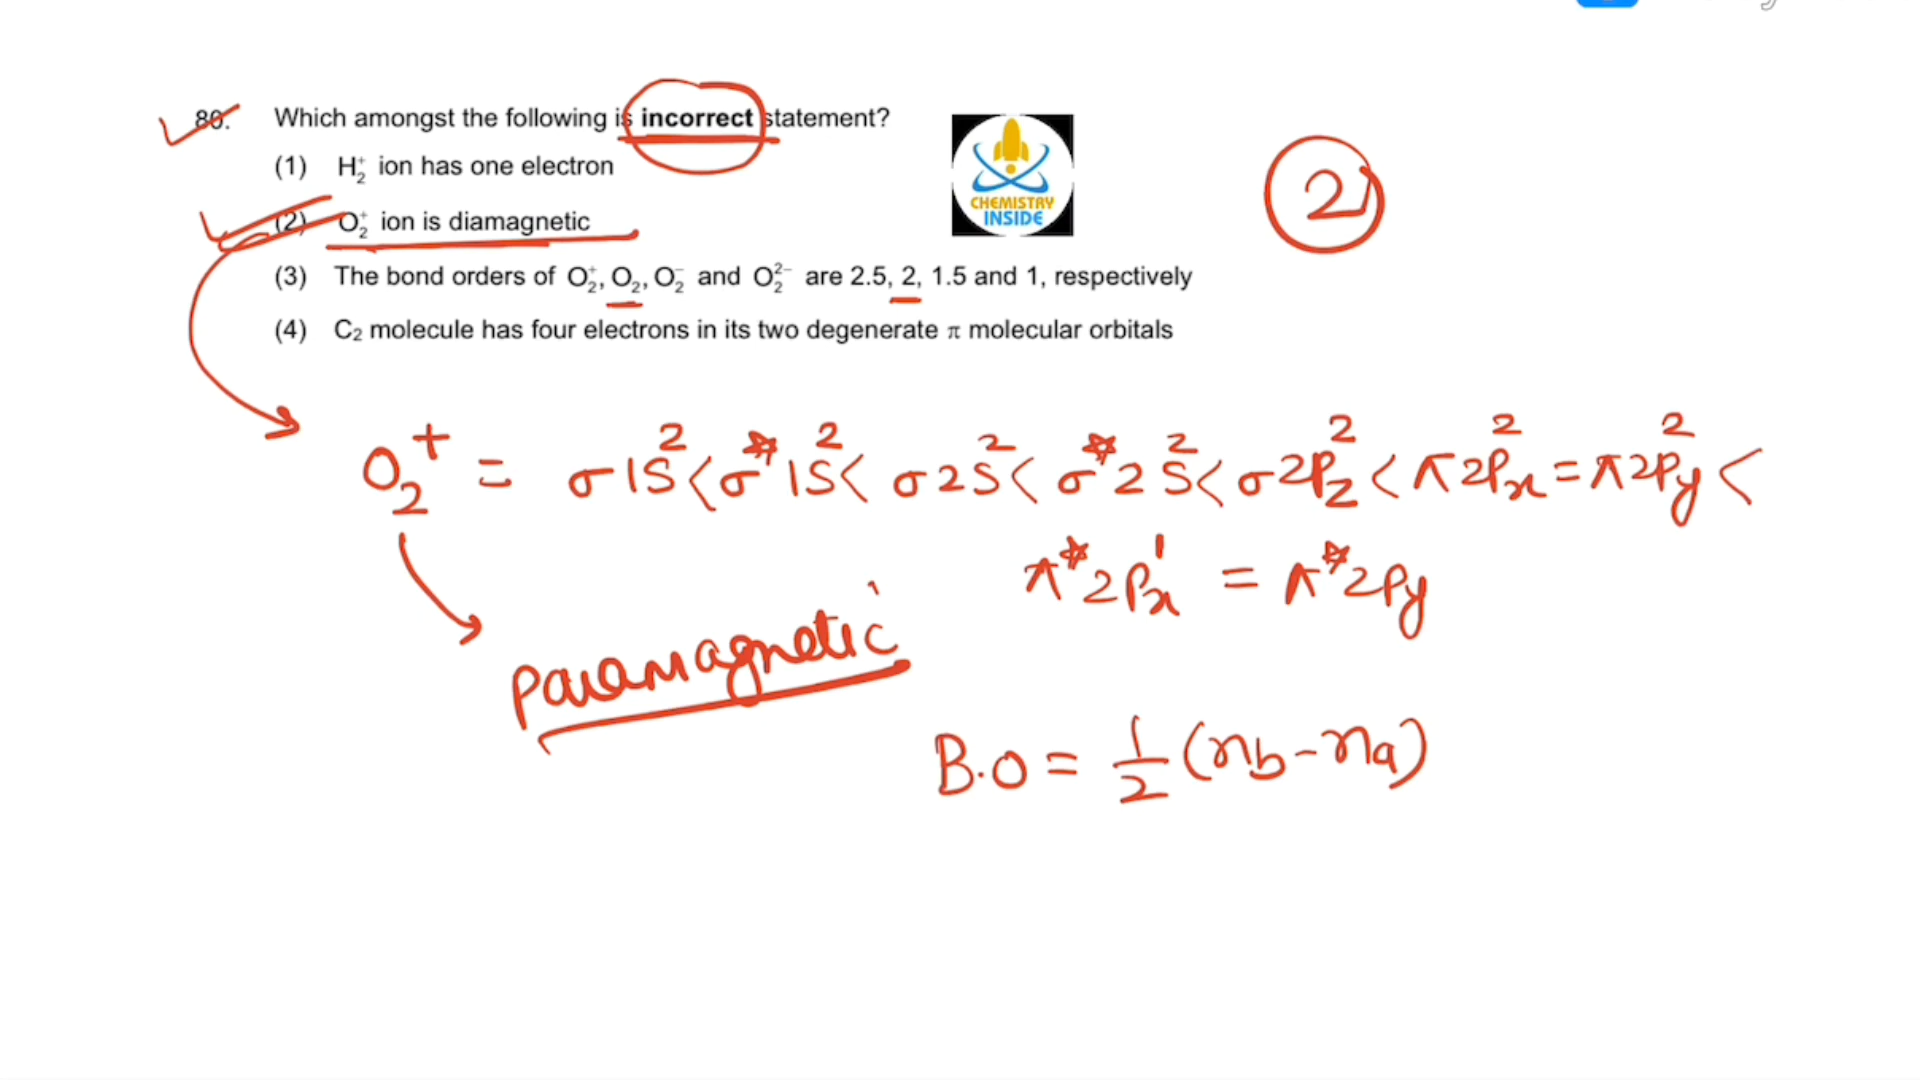 80. Which amongst the following is incorrect statement?
(1) H₂⁺ ion has one electron
(2) O₂⁺ ion is diamagnetic
(3) The bond orders of O₂⁺, O₂, O₂⁻ and O₂²⁻ are 2.5, 2, 1.5 and 1, respectively
(4) C₂ molecule has four electrons in its two degenerate π molecular orbitals
CHEMISTRY
INSIDE
2
O₂⁺ = σ1S² < σ*1S² < σ2S² < σ*2S² < σ2Pz² < π2Px² = π2Py² <
π*2Px¹ = π*2Py
Paramagnetic
B.O = 1/2 (nb - na)